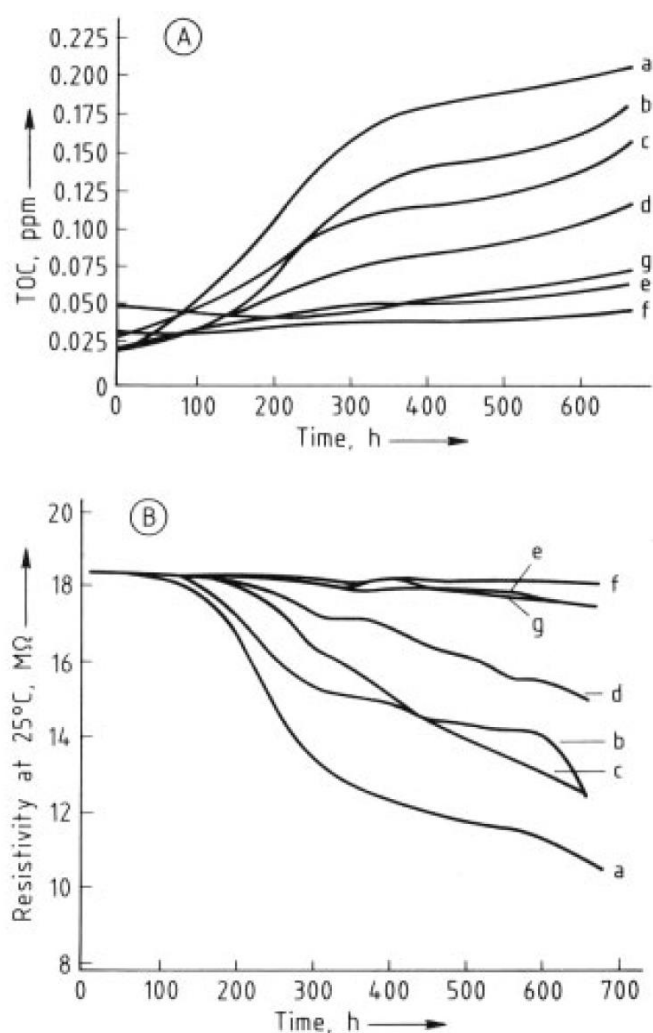 A
TOC, ppm
0.225
0.200
0.175
0.150
0.125
0.100
0.075
0.050
0.025
0
a
b
c
d
g
e
f
0 100 200 300 400 500 600
Time, h
B
Resistivity at 25°C, MΩ
20
18
16
14
12
10
8
e
f
g
d
b
c
a
0 100 200 300 400 500 600 700
Time, h